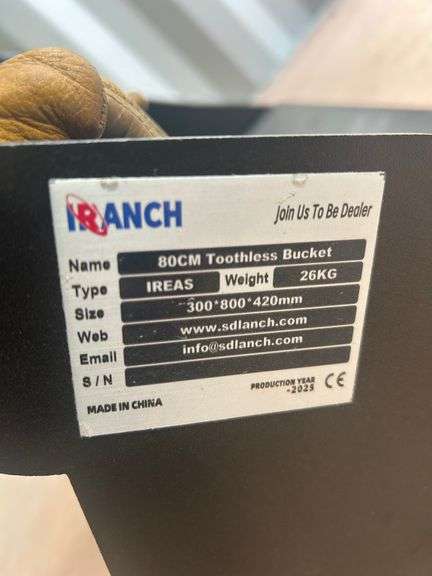 IRANCH
Join Us To Be Dealer
Name 80CM Toothless Bucket
Type IREAS Weight 26KG
Size 300*800*420mm
Web www.sdlanch.com
Email info@sdlanch.com
S / N
MADE IN CHINA
PRODUCTION YEAR
-2025 CE